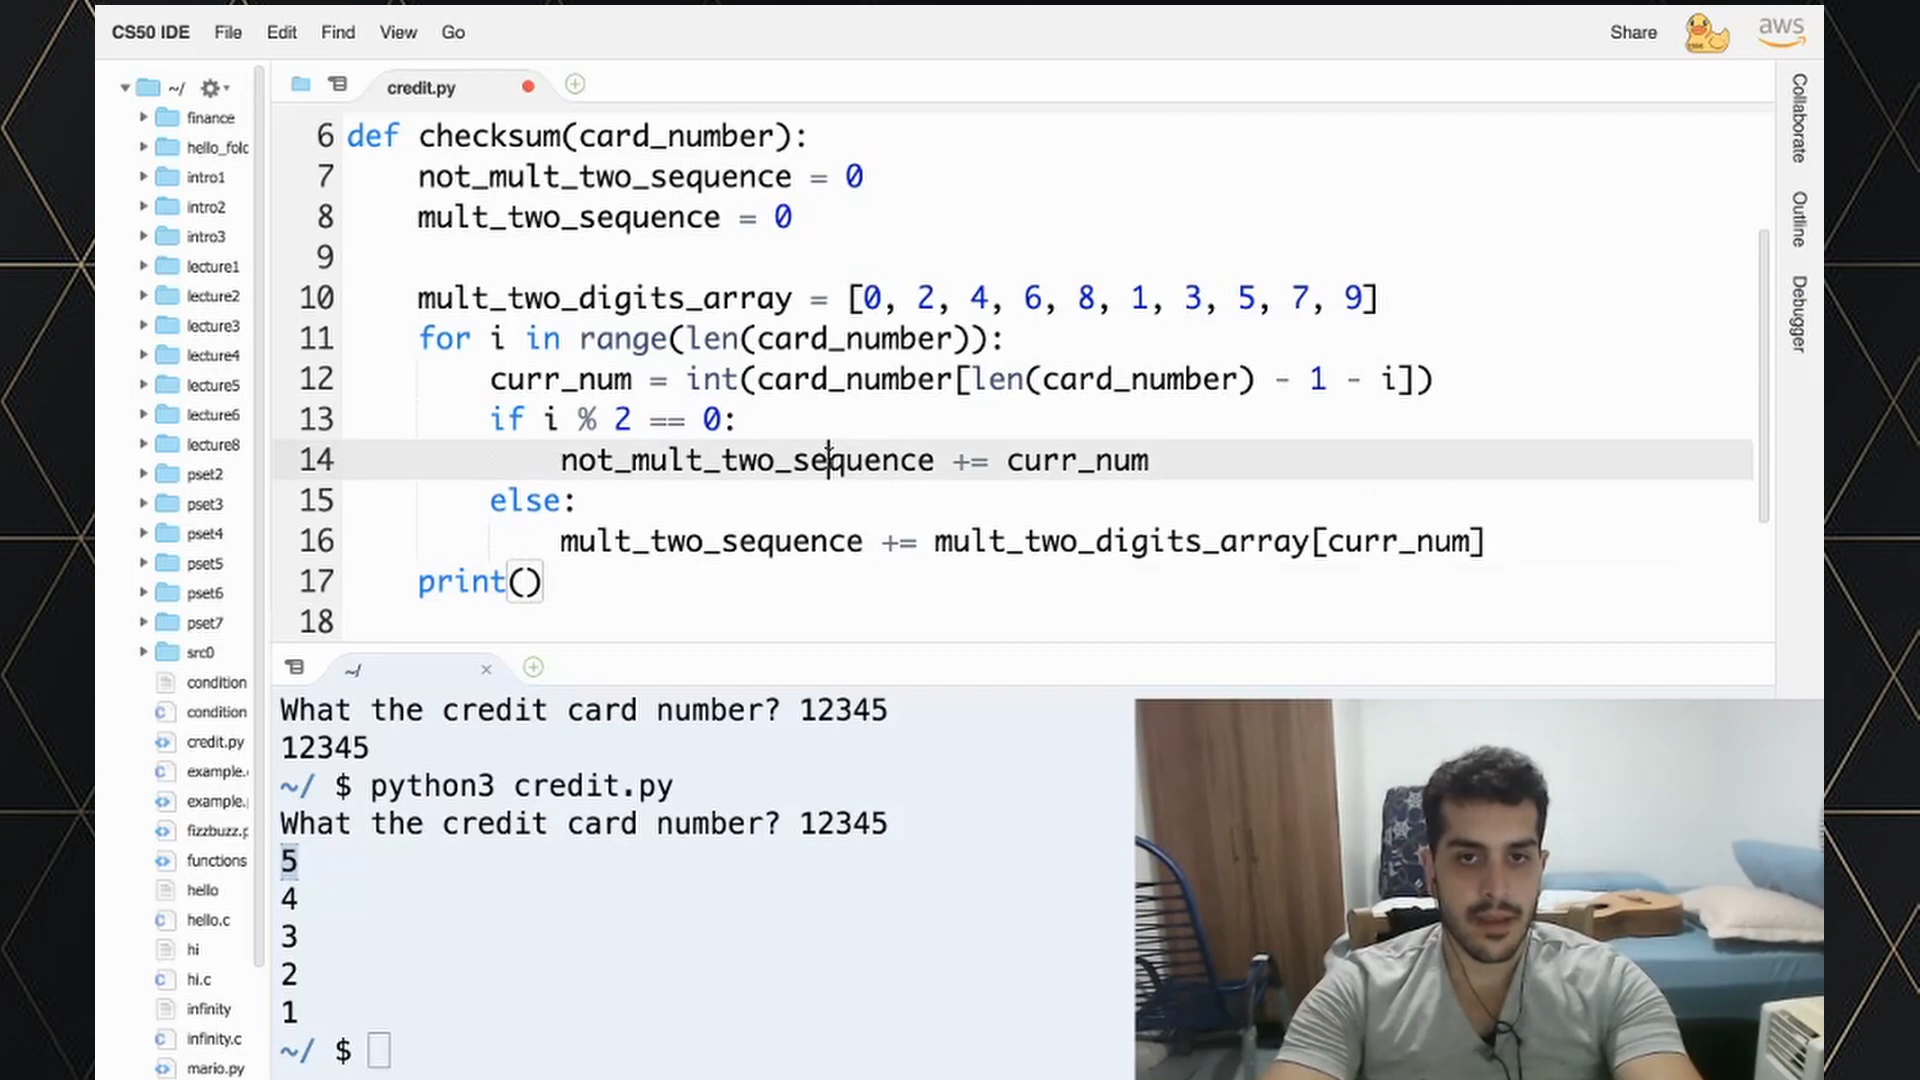 CS50 IDE File Edit Find View Go Share aws
~/
finance
hello_fold
intro1
intro2
intro3
lecture1
lecture2
lecture3
lecture4
lecture5
lecture6
lecture8
pset2
pset3
pset4
pset5
pset6
pset7
src0
condition
condition
credit.py
example.
example.
fizzbuzz.p
functions
hello
hello.c
hi
hi.c
infinity
infinity.c
mario.py
credit.py
6 def checksum(card_number):
7 not_mult_two_sequence = 0
8 mult_two_sequence = 0
9
10 mult_two_digits_array = [0, 2, 4, 6, 8, 1, 3, 5, 7, 9]
11 for i in range(len(card_number)):
12 curr_num = int(card_number[len(card_number) - 1 - i])
13 if i % 2 == 0:
14 not_mult_two_sequence += curr_num
15 else:
16 mult_two_sequence += mult_two_digits_array[curr_num]
17 print()
18
~/
What the credit card number? 12345
12345
~/ $ python3 credit.py
What the credit card number? 12345
5
4
3
2
1
~/ $
Collaborate
Outline
Debugger